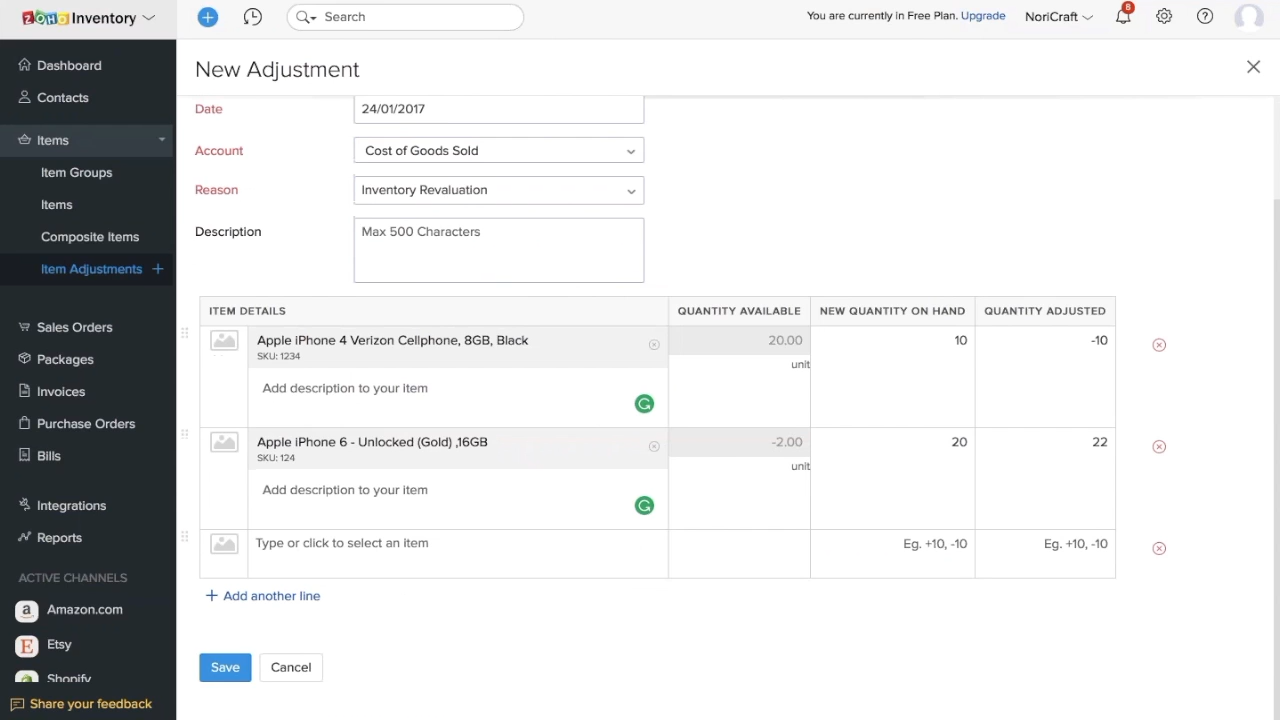 ZOHO Inventory
Search
You are currently in Free Plan. Upgrade
NoriCraft
8
Dashboard
Contacts
Items
Item Groups
Items
Composite Items
Item Adjustments +
Sales Orders
Packages
Invoices
Purchase Orders
Bills
Integrations
Reports
ACTIVE CHANNELS
Amazon.com
Etsy
Shopify
Share your feedback
New Adjustment
Date
24/01/2017
Account
Cost of Goods Sold
Reason
Inventory Revaluation
Description
Max 500 Characters
ITEM DETAILS QUANTITY AVAILABLE NEW QUANTITY ON HAND QUANTITY ADJUSTED
Apple iPhone 4 Verizon Cellphone, 8GB, Black 20.00 10 -10
SKU: 1234
unit
Add description to your item
Apple iPhone 6 - Unlocked (Gold) ,16GB -2.00 20 22
SKU: 124
unit
Add description to your item
Type or click to select an item Eg. +10, -10 Eg. +10, -10
+ Add another line
Save Cancel